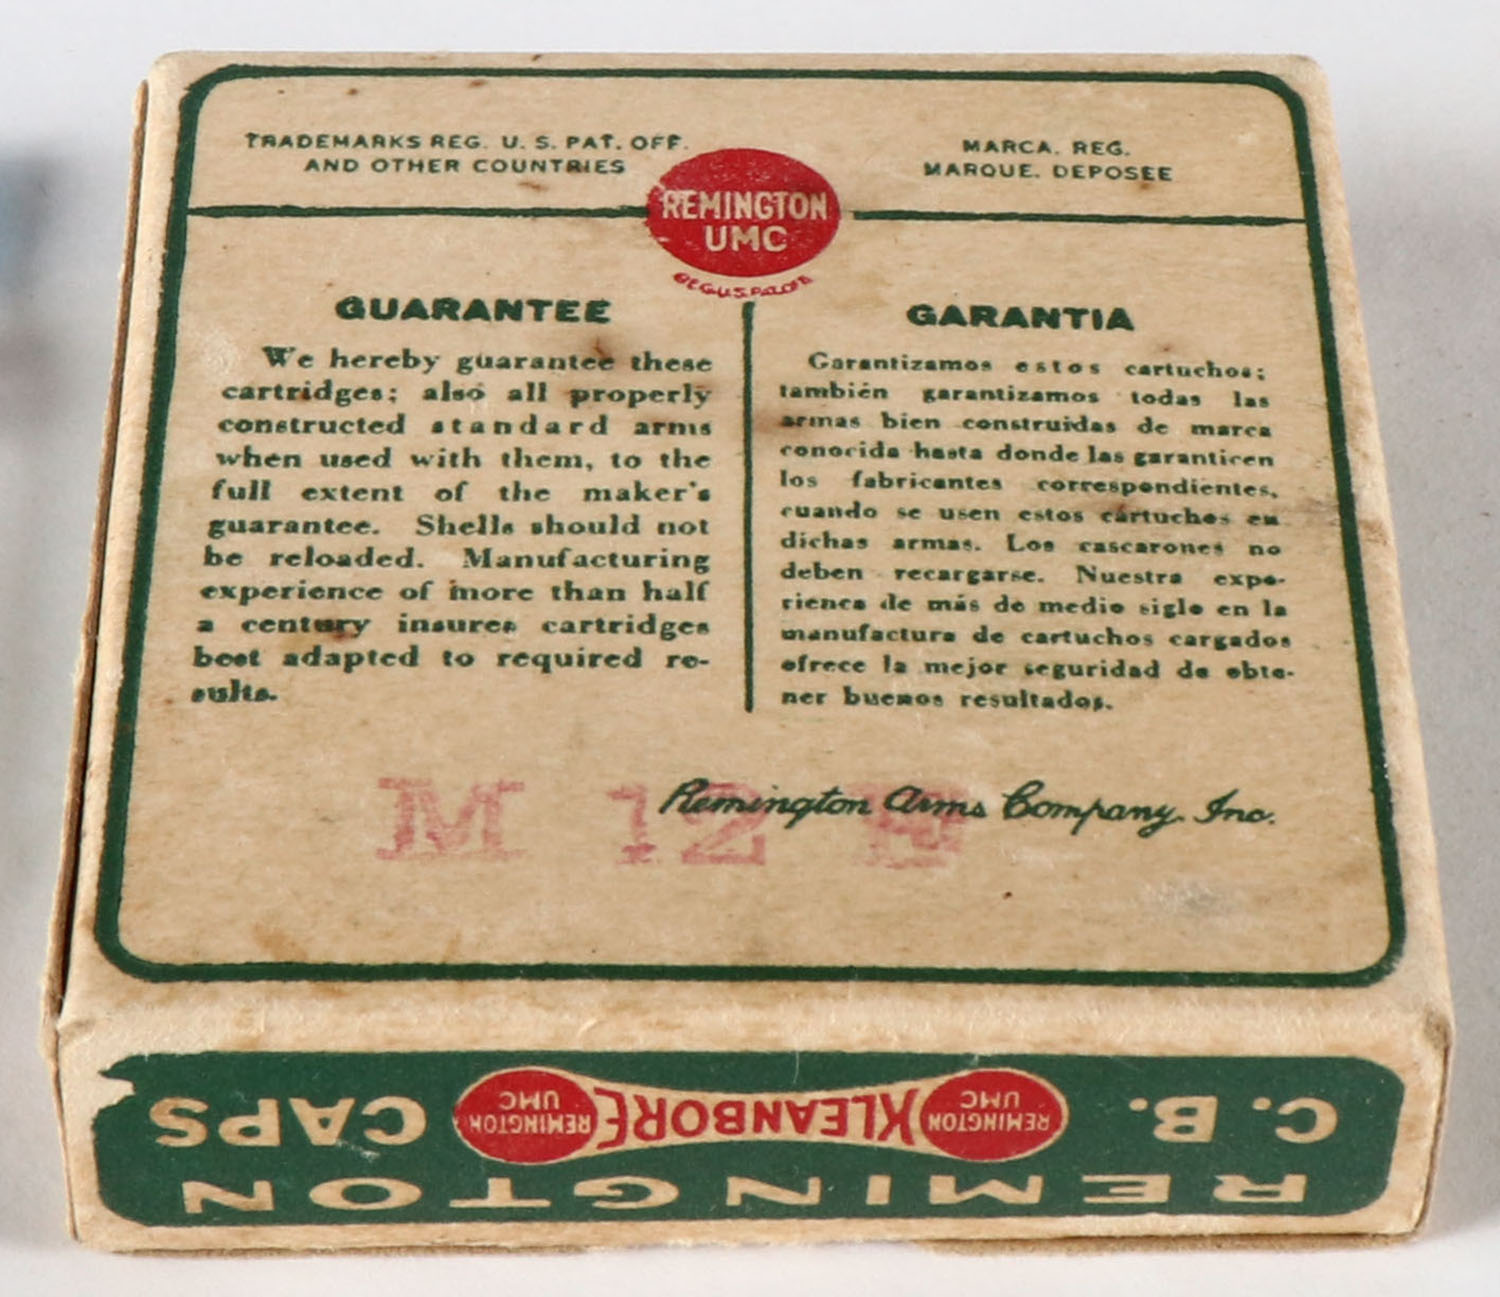 TRADEMARKS REG. U. S. PAT. OFF.
AND OTHER COUNTRIES
MARCA. REG.
MARQUE. DEPOSEE
REMINGTON
UMC
REG.U.S.PAT.OFF.
GUARANTEE
We hereby guarantee these
cartridges; also all properly
constructed standard arms
when used with them, to the
full extent of the maker's
guarantee. Shells should not
be reloaded. Manufacturing
experience of more than half
a century insures cartridges
best adapted to required re-
sults.
GARANTIA
Garantizamos estos cartuchos;
también garantizamos todas las
armas bien construidas de marca
conocida hasta donde las garanticen
los fabricantes correspondientes,
cuando se usen estos cartuchos en
dichas armas. Los cascarones no
deben recargarse. Nuestra expe-
riencs de más de medio siglo en la
manufactura de cartuchos cargados
ofrece la mejor seguridad de obte-
ner buenos resultados.
Remington Arms Company, Inc.
M 12
REMINGTON
C. B.
REMINGTON
UMC
KLEANBORE
REMINGTON
UMC
CAPS